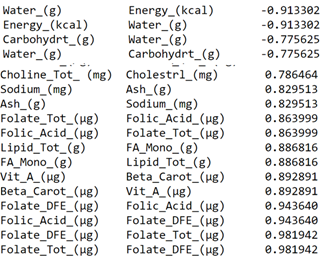 Water_(g) Energy_(kcal) -0.913302
Energy_(kcal) Water_(g) -0.913302
Carbohydrt_(g) Water_(g) -0.775625
Water_(g) Carbohydrt_(g) -0.775625
Choline_Tot_ (mg) Cholestrl_(mg) 0.786464
Sodium_(mg) Ash_(g) 0.829513
Ash_(g) Sodium_(mg) 0.829513
Folate_Tot_(µg) Folic_Acid_(µg) 0.863999
Folic_Acid_(µg) Folate_Tot_(µg) 0.863999
Lipid_Tot_(g) FA_Mono_(g) 0.886816
FA_Mono_(g) Lipid_Tot_(g) 0.886816
Vit_A_(µg) Beta_Carot_(µg) 0.892891
Beta_Carot_(µg) Vit_A_(µg) 0.892891
Folate_DFE_(µg) Folic_Acid_(µg) 0.943640
Folic_Acid_(µg) Folate_DFE_(µg) 0.943640
Folate_DFE_(µg) Folate_Tot_(µg) 0.981942
Folate_Tot_(µg) Folate_DFE_(µg) 0.981942